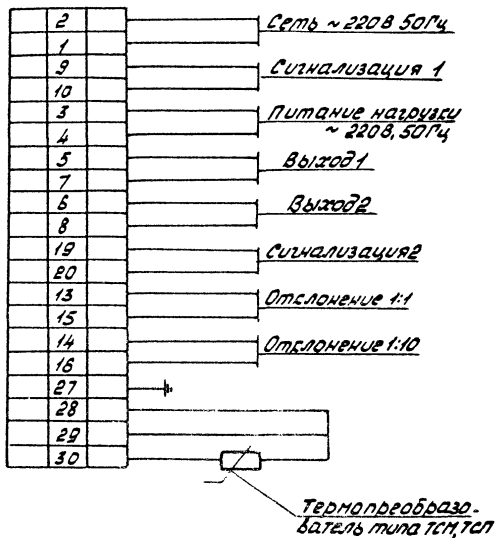 2 Сеть ~ 220В 50Гц
1
9 Сигнализация 1
10
3 Питание нагрузки
4 ~ 220В, 50Гц
5 Выход1
7
6 Выход2
8
19 Сигнализация2
20
13 Отклонение 1:1
15
14 Отклонение 1:10
16
27
28
29
30
Термопреобразо-
ватель типа ТСМ, ТСП